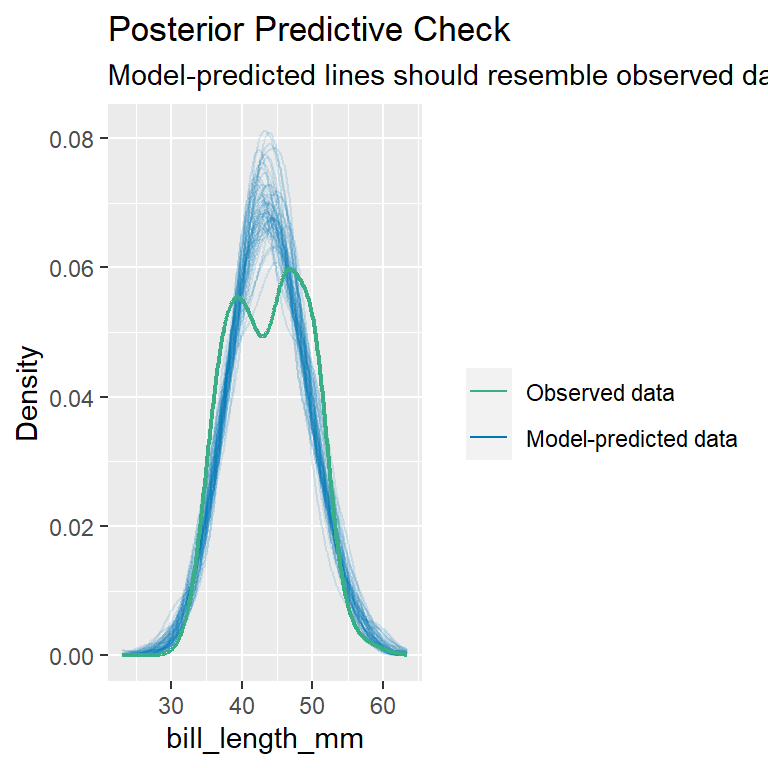 Posterior Predictive Check
Model-predicted lines should resemble observed da
0.08
0.06
0.04
0.02
0.00
Density
30 40 50 60
bill_length_mm
Observed data
Model-predicted data